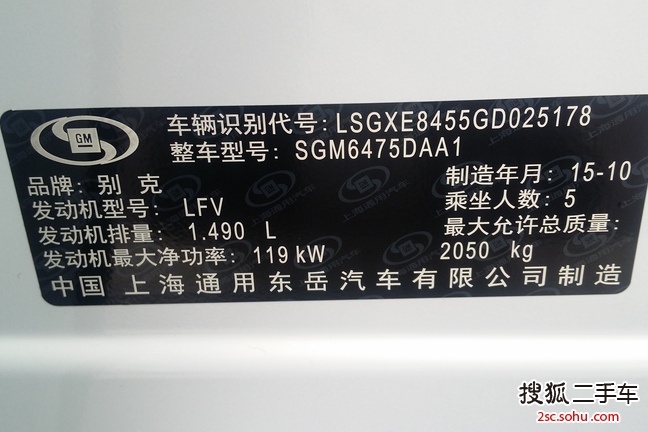 GM
车辆识别代号: LSGXE8455GD025178
整车型号: SGM6475DAA1
品牌: 别克
制造年月: 15-10
发动机型号: LFV
乘坐人数: 5
发动机排量: 1.490 L
最大允许总质量:
发动机最大净功率: 119 kW
2050 kg
中国 上海通用东岳汽车有限公司制造
搜狐二手车
2sc.sohu.com